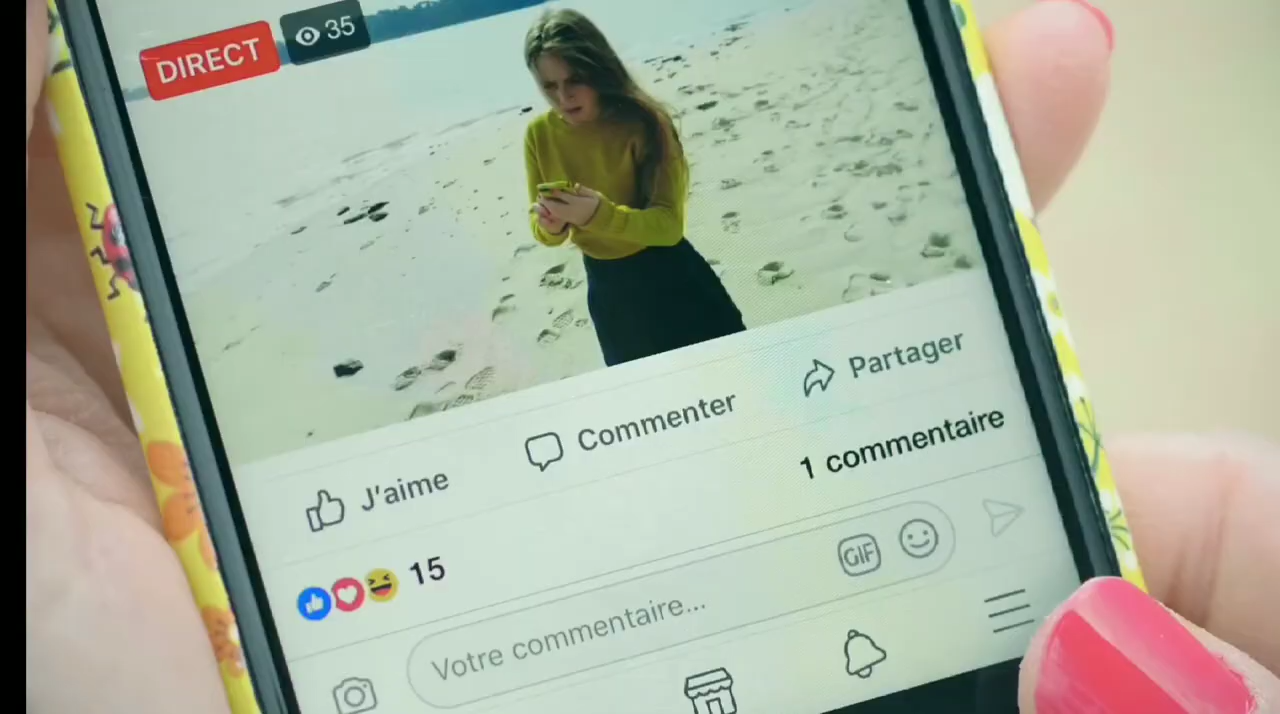 DIRECT 35
Partager
Commenter
J'aime
1 commentaire
15
GIF
Votre commentaire...